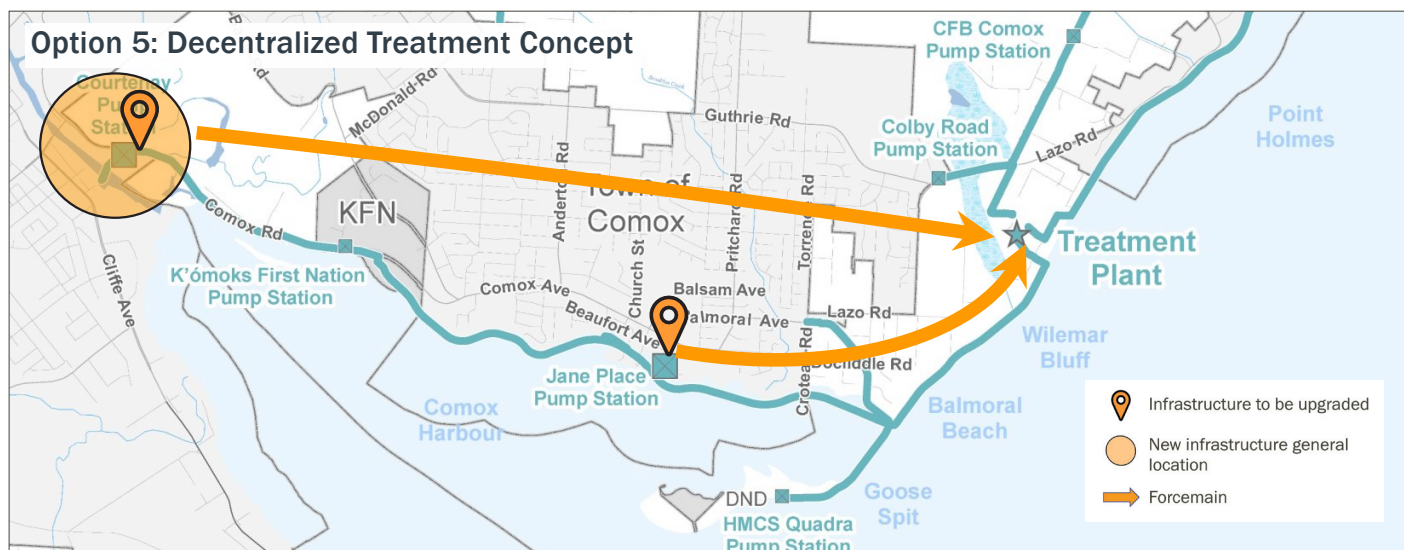 Option 5: Decentralized Treatment Concept
CFB Comox
Pump Station
Courtenay
Pump
Station
McDonald-Rd
Guthrie Rd
Colby Road
Pump Station
Lazo-Rd
Point
Holmes
Anderton Rd
Town of
Comox
Pritchard Rd
Torrence Rd
KFN
Comox Rd
Church St
Treatment
Plant
K'ómoks First Nation
Pump Station
Cliffe-Ave
Comox Ave
Balsam Ave
Beaufort Ave
Balmoral Ave
Lazo Rd
Wilemar
Bluff
Jane Place
Pump Station
Croteau-Rd
Comox
Harbour
Balmoral
Beach
Goose
Spit
DND
HMCS Quadra
Pump Station
Infrastructure to be upgraded
New infrastructure general
location
Forcemain